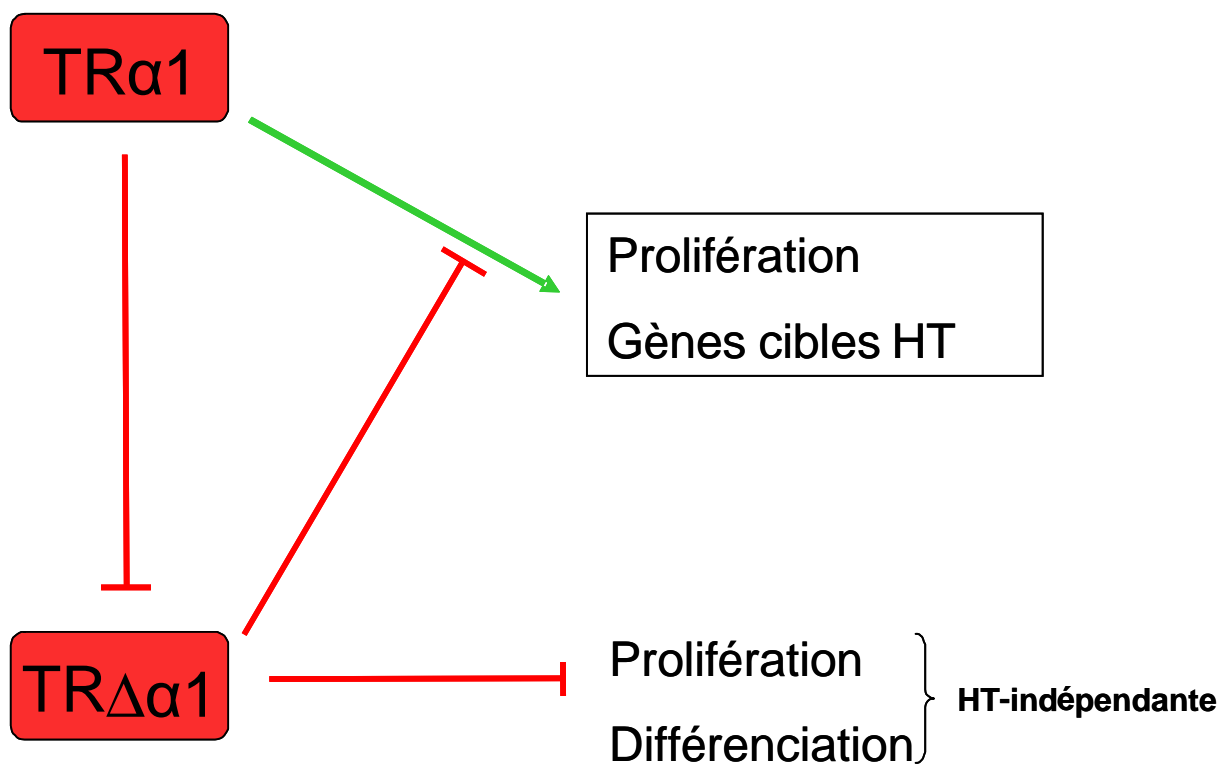 TRα1
Prolifération
Gènes cibles HT
TRΔα1
Prolifération
Différenciation
HT-indépendante